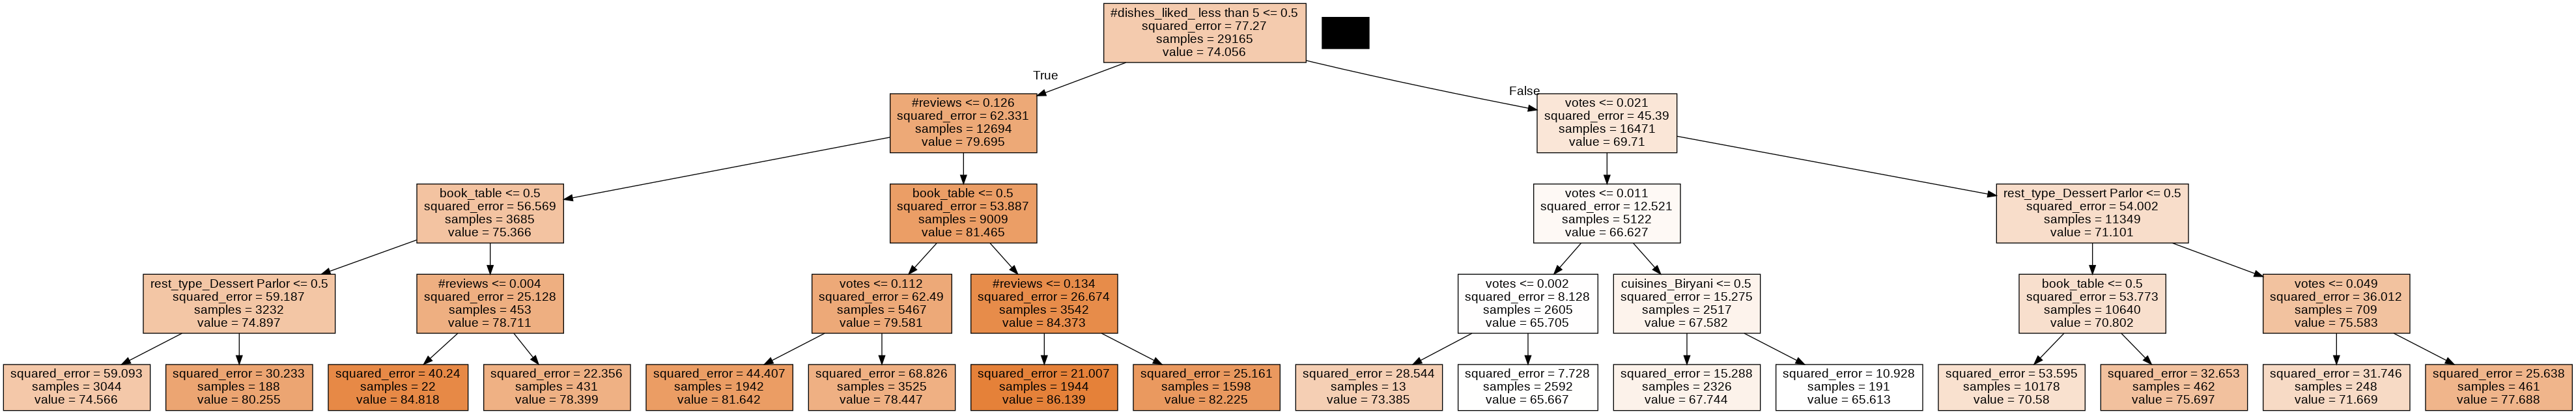 #dishes_liked_ less than 5 <= 0.5
squared_error = 77.27
samples = 29165
value = 74.056
True
False
#reviews <= 0.126
squared_error = 62.331
samples = 12694
value = 79.695
votes <= 0.021
squared_error = 45.39
samples = 16471
value = 69.71
book_table <= 0.5
squared_error = 56.569
samples = 3685
value = 75.366
book_table <= 0.5
squared_error = 53.887
samples = 9009
value = 81.465
votes <= 0.011
squared_error = 12.521
samples = 5122
value = 66.627
rest_type_Dessert Parlor <= 0.5
squared_error = 54.002
samples = 11349
value = 71.101
rest_type_Dessert Parlor <= 0.5
squared_error = 59.187
samples = 3232
value = 74.897
#reviews <= 0.004
squared_error = 25.128
samples = 453
value = 78.711
votes <= 0.112
squared_error = 62.49
samples = 5467
value = 79.581
#reviews <= 0.134
squared_error = 26.674
samples = 3542
value = 84.373
votes <= 0.002
squared_error = 8.128
samples = 2605
value = 65.705
cuisines_Biryani <= 0.5
squared_error = 15.275
samples = 2517
value = 67.582
book_table <= 0.5
squared_error = 53.773
samples = 10640
value = 70.802
votes <= 0.049
squared_error = 36.012
samples = 709
value = 75.583
squared_error = 59.093
samples = 3044
value = 74.566
squared_error = 30.233
samples = 188
value = 80.255
squared_error = 40.24
samples = 22
value = 84.818
squared_error = 22.356
samples = 431
value = 78.399
squared_error = 44.407
samples = 1942
value = 81.642
squared_error = 68.826
samples = 3525
value = 78.447
squared_error = 21.007
samples = 1944
value = 86.139
squared_error = 25.161
samples = 1598
value = 82.225
squared_error = 28.544
samples = 13
value = 73.385
squared_error = 7.728
samples = 2592
value = 65.667
squared_error = 15.288
samples = 2326
value = 67.744
squared_error = 10.928
samples = 191
value = 65.613
squared_error = 53.595
samples = 10178
value = 70.58
squared_error = 32.653
samples = 462
value = 75.697
squared_error = 31.746
samples = 248
value = 71.669
squared_error = 25.638
samples = 461
value = 77.688